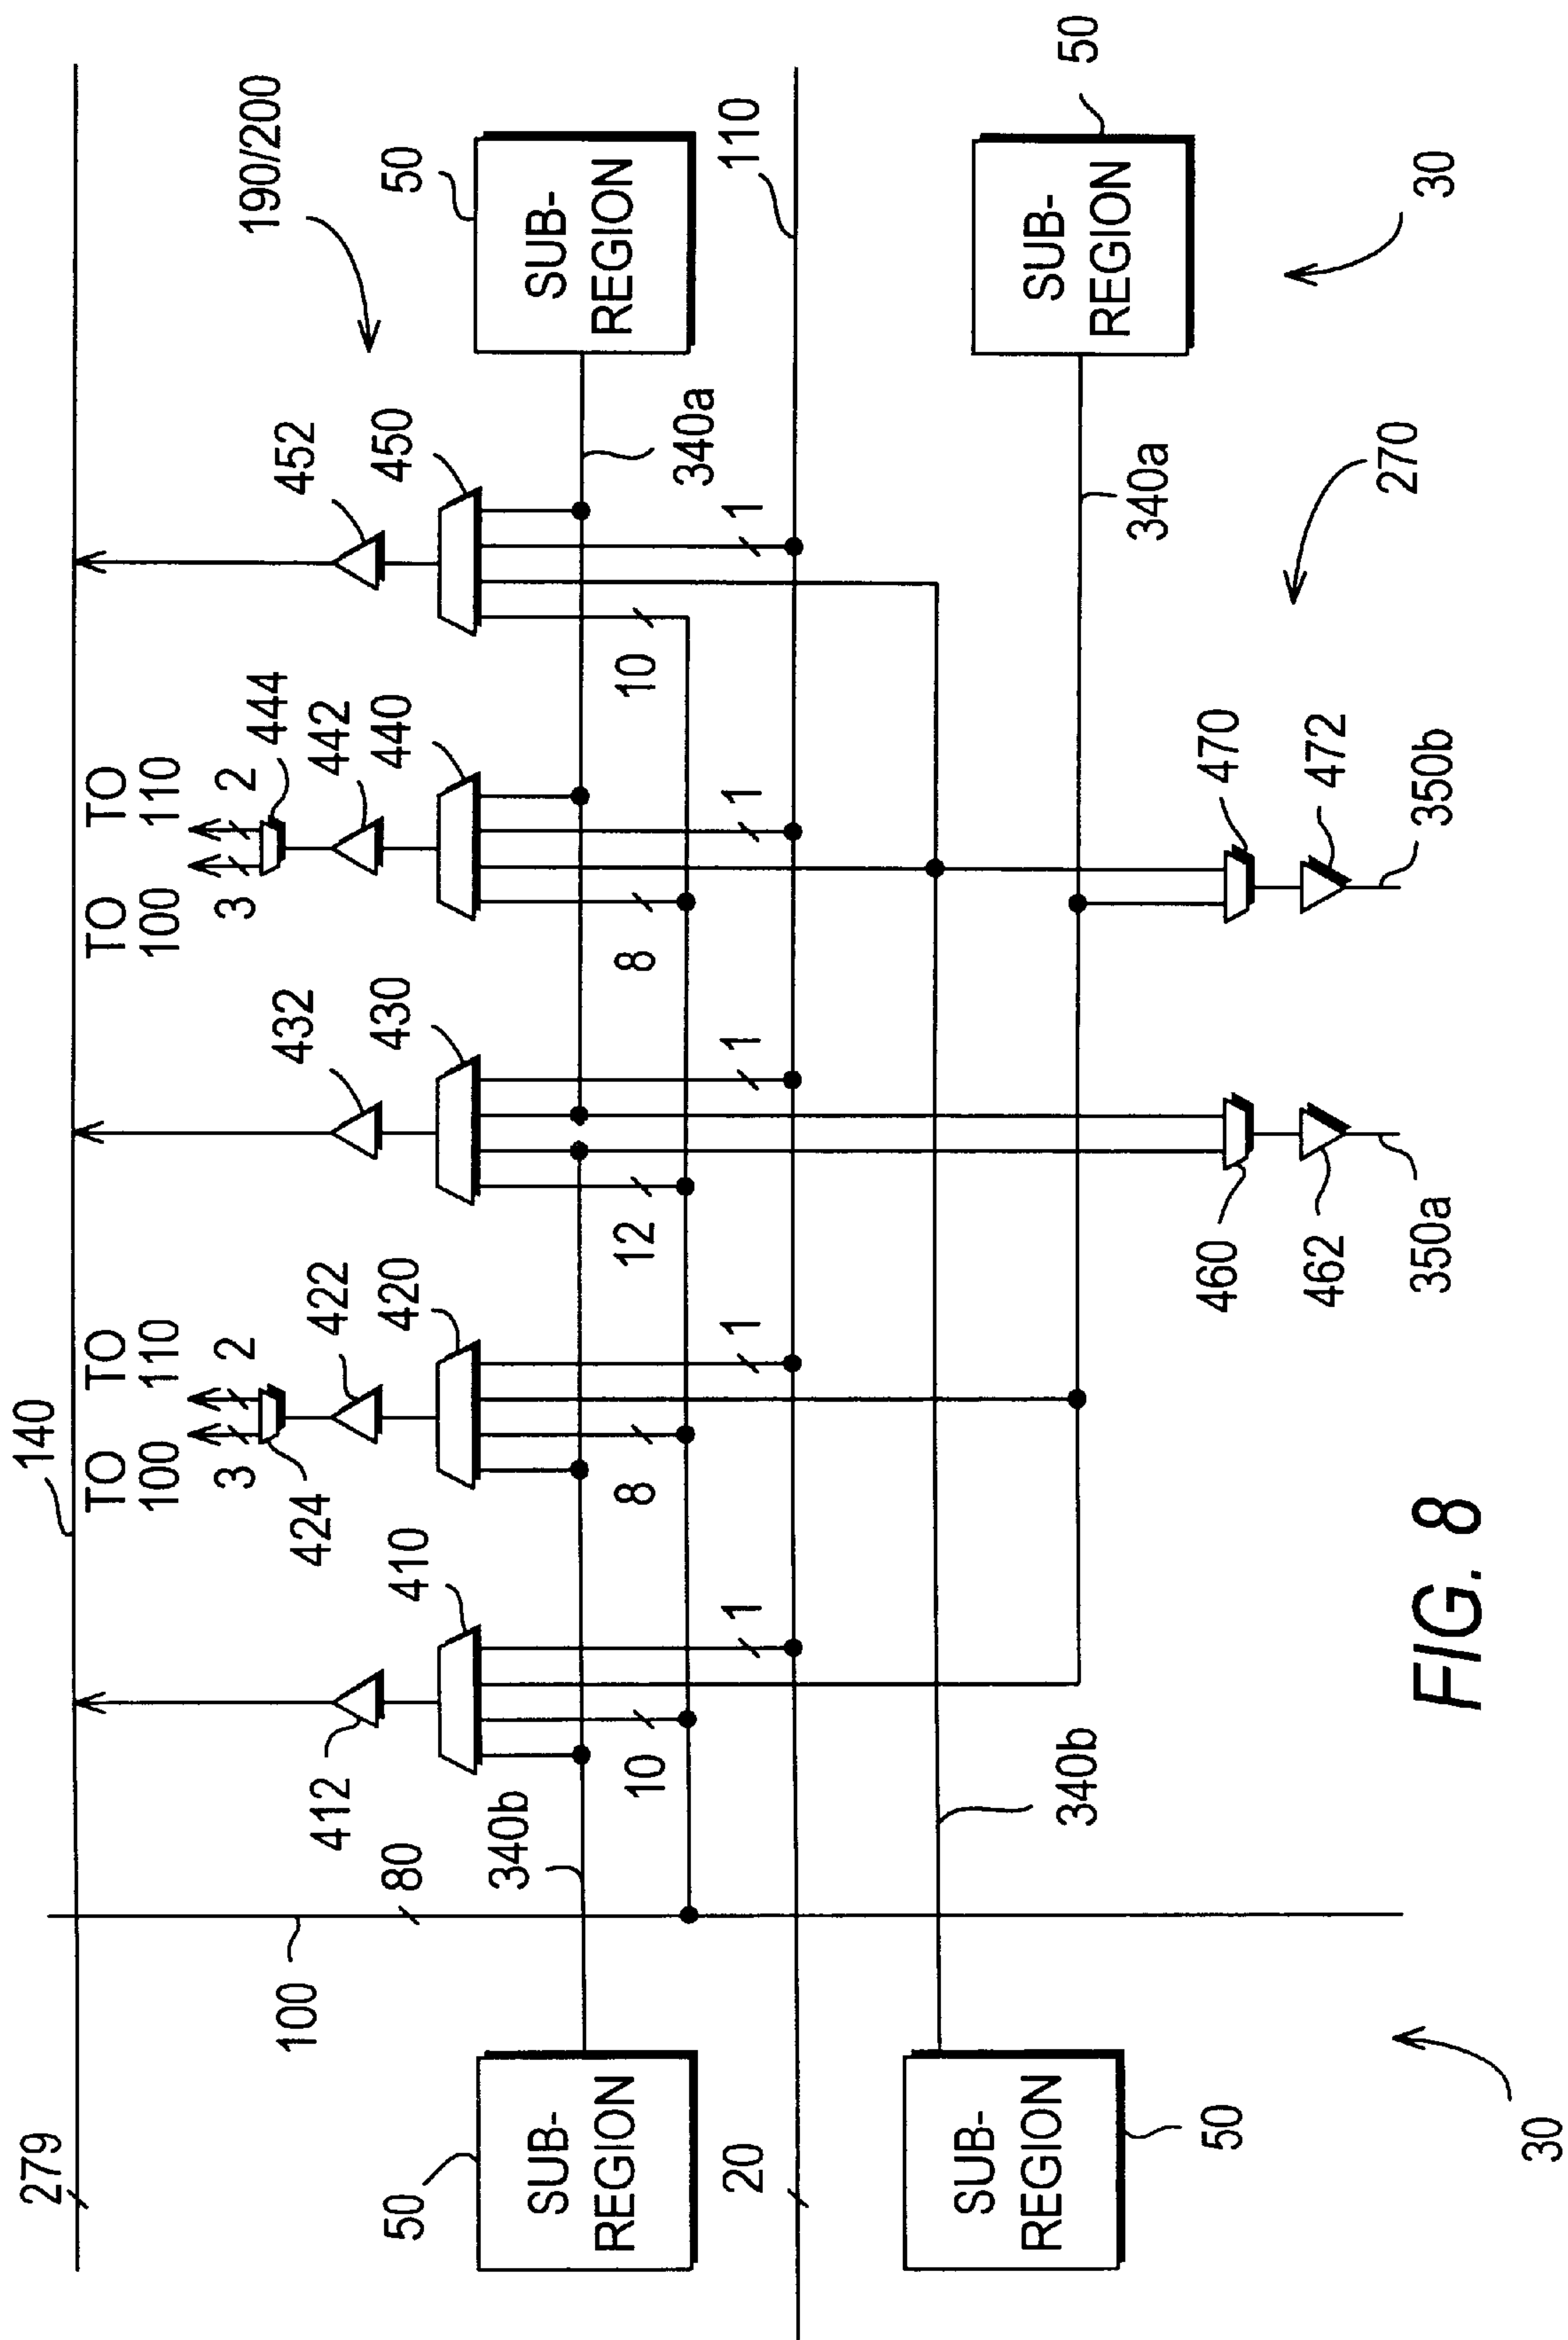 140
279
TO
100
TO
110
TO
100
TO
110
190/200
3
2
3
2
424
422
432
444
442
452
412
410
420
430
440
450
50
100
80
340b
340a
50
SUB-
REGION
SUB-
REGION
10
8
12
8
10
1
1
1
1
1
110
20
340b
340a
50
SUB-
REGION
SUB-
REGION
50
460
470
462
472
350a
350b
270
30
30
FIG. 8